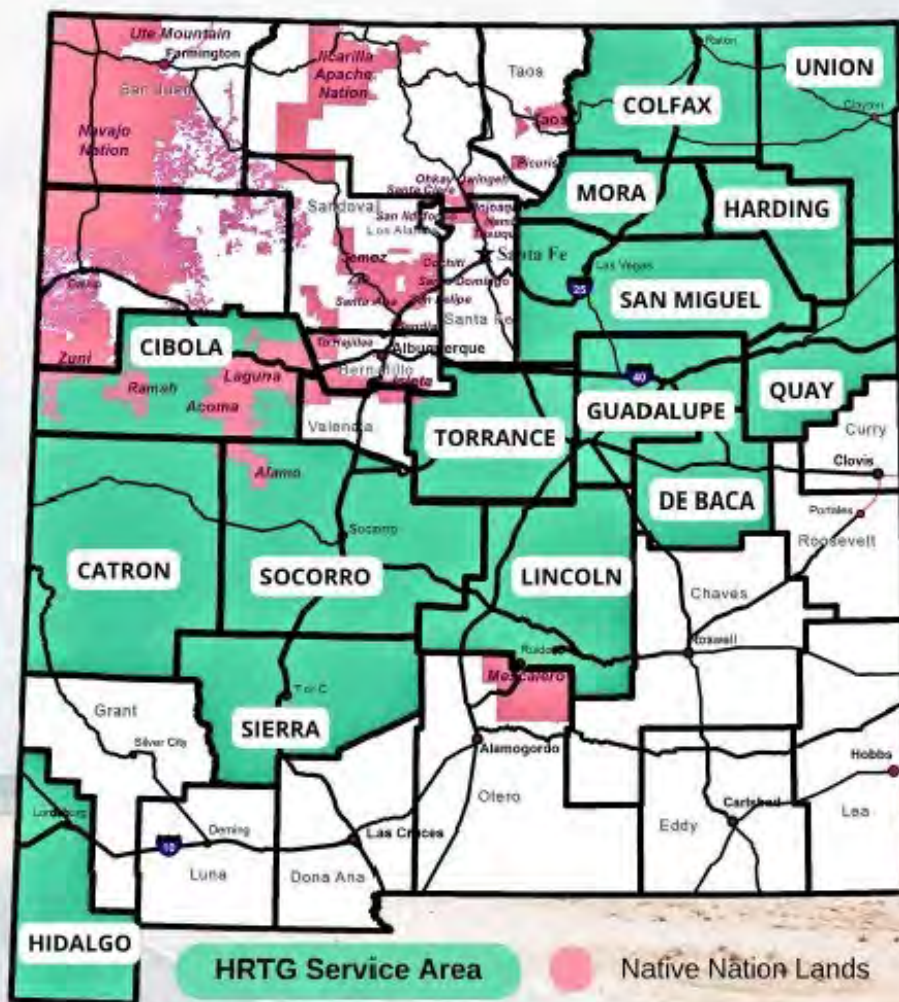 Ute Mountain
Farmington
San Juan
Jicarilla
Apache
Nation
Taos
Raton
UNION
COLFAX
Clayton
Navajo
Nation
Taos
Picuris
Ohkay Owingeh
Santa Clara
MORA
HARDING
Sandoval
San Ildefonso
Los Alamos
Jemez
Cochiti
Santa Fe
Las Vegas
25
SAN MIGUEL
Zia
Santo Domingo
Santa Ana
San Felipe
Santa Fe
CIBOLA
To'Hajiilee
Albuquerque
Zuni
Ramah
Laguna
Bernalillo
Isleta
40
QUAY
Acoma
GUADALUPE
Valencia
TORRANCE
Curry
Clovis
Alamo
DE BACA
Portales
Roosevelt
Socorro
CATRON
SOCORRO
LINCOLN
Chaves
Roswell
Ruidoso
Mescalero
T or C
Grant
SIERRA
Silver City
Alamogordo
Hobbs
Lordsburg
Otero
Carlsbad
Lea
10
Deming
Las Cruces
Eddy
Luna
Dona Ana
HIDALGO
HRTG Service Area
Native Nation Lands